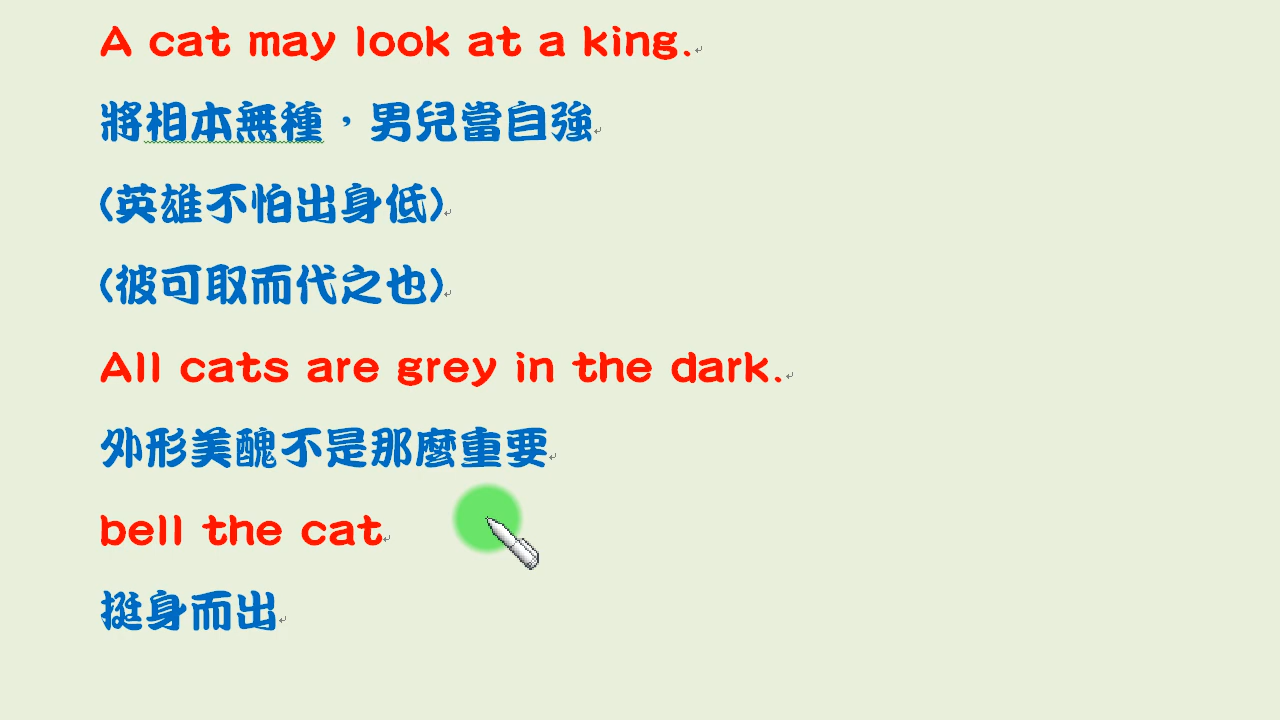 A cat may look at a king.
將相本無種，男兒當自強
(英雄不怕出身低)
(彼可取而代之也)
All cats are grey in the dark.
外形美醜不是那麼重要
bell the cat
挺身而出